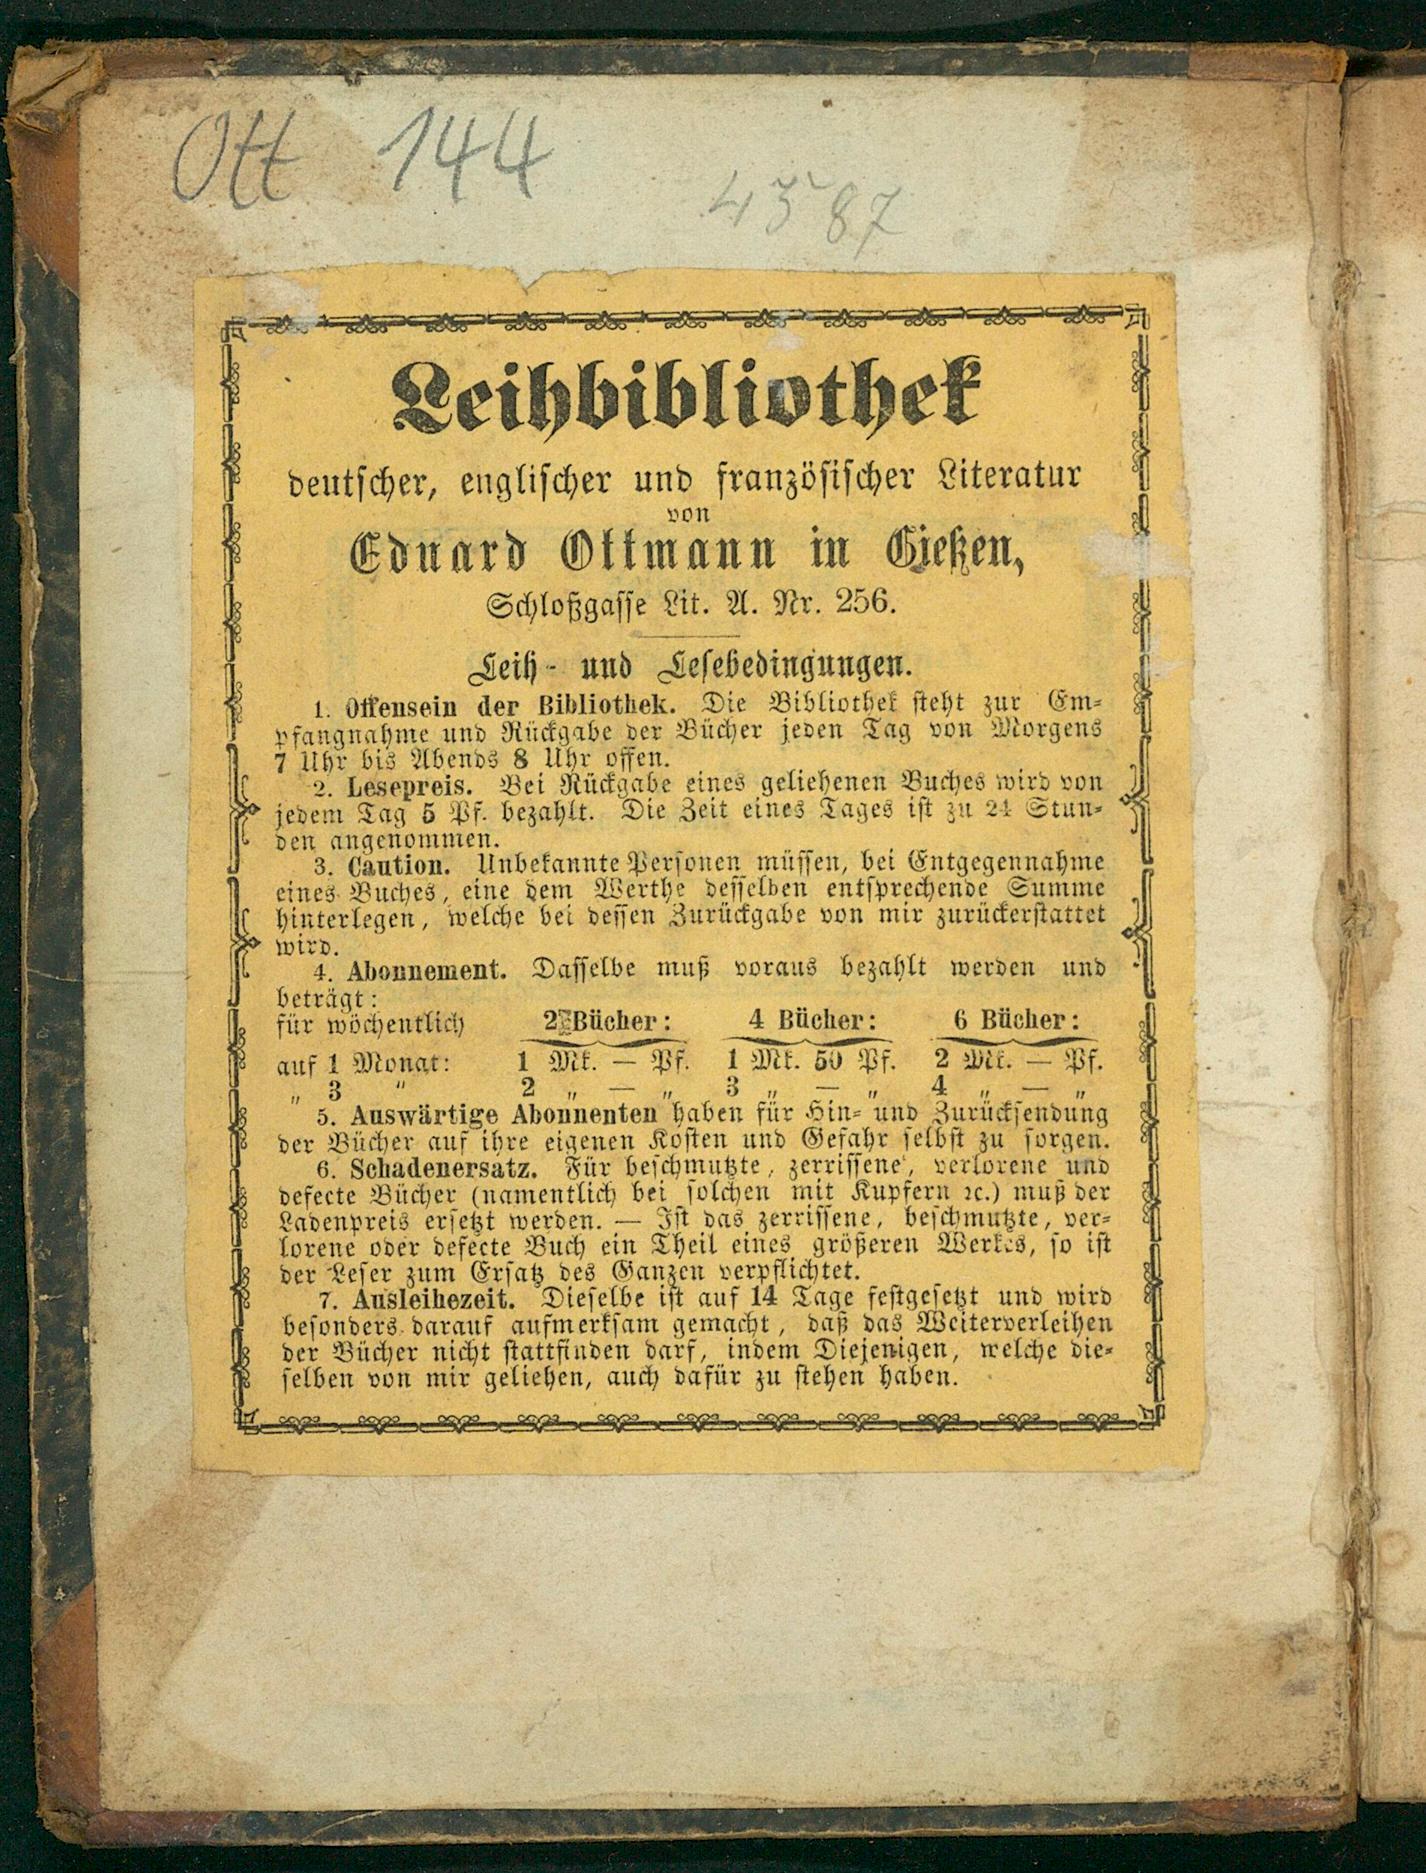 Ott 144
4587
Leihbibliothek
deutscher, englischer und französischer Literatur
von
Eduard Ottmann in Gießen,
Schloßgasse Lit. A. Nr. 256.
Leih- und Lesebedingungen.
1. Offensein der Bibliothek. Die Bibliothek steht zur Em-
pfangnahme und Rückgabe der Bücher jeden Tag von Morgens
7 Uhr bis Abends 8 Uhr offen.
2. Lesepreis. Bei Rückgabe eines geliehenen Buches wird von
jedem Tag 5 Pf. bezahlt. Die Zeit eines Tages ist zu 24 Stun-
den angenommen.
3. Caution. Unbekannte Personen müssen, bei Entgegennahme
eines Buches, eine dem Werthe desselben entsprechende Summe
hinterlegen, welche bei dessen Zurückgabe von mir zurückerstattet
wird.
4. Abonnement. Dasselbe muß voraus bezahlt werden und
beträgt:
für wöchentlich 2 Bücher: 4 Bücher: 6 Bücher:
auf 1 Monat: 1 Mk. — Pf. 1 Mk. 50 Pf. 2 Mk. — Pf.
„ 3 „ 2 „ — „ 3 „ — „ 4 „ — „
5. Auswärtige Abonnenten haben für Hin- und Zurücksendung
der Bücher auf ihre eigenen Kosten und Gefahr selbst zu sorgen.
6. Schadenersatz. Für beschmutzte, zerrissene, verlorene und
defecte Bücher (namentlich bei solchen mit Kupfern ꝛc.) muß der
Ladenpreis ersetzt werden. — Ist das zerrissene, beschmutzte, ver-
lorene oder defecte Buch ein Theil eines größeren Werkes, so ist
der Leser zum Ersatz des Ganzen verpflichtet.
7. Ausleihezeit. Dieselbe ist auf 14 Tage festgesetzt und wird
besonders darauf aufmerksam gemacht, daß das Weiterverleihen
der Bücher nicht stattfinden darf, indem Diejenigen, welche die-
selben von mir geliehen, auch dafür zu stehen haben.